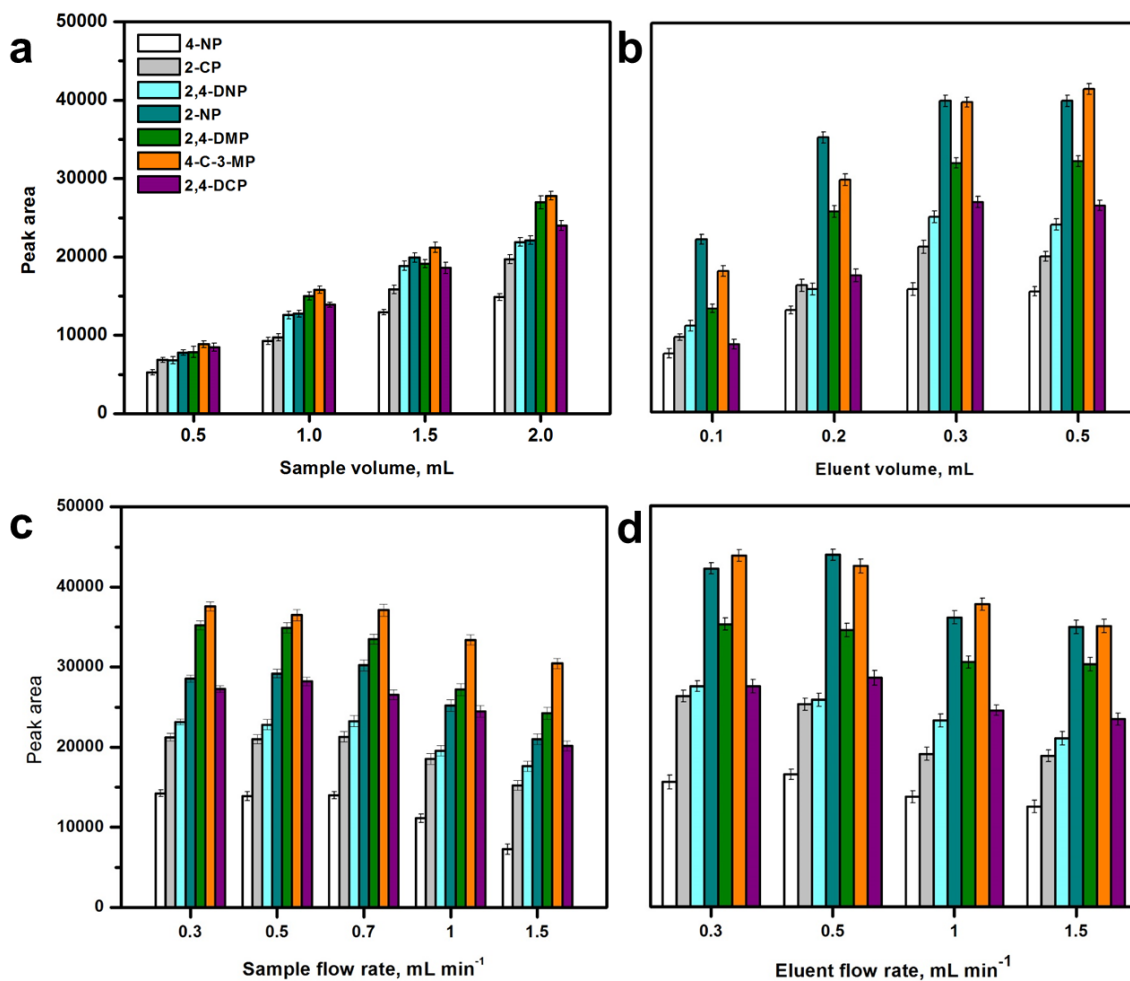 a
50000
40000
30000
20000
10000
0
Peak area
4-NP
2-CP
2,4-DNP
2-NP
2,4-DMP
4-C-3-MP
2,4-DCP
0.5 1.0 1.5 2.0
Sample volume, mL
b
0.1 0.2 0.3 0.5
Eluent volume, mL
c
50000
40000
30000
20000
10000
0
Peak area
0.3 0.5 0.7 1 1.5
Sample flow rate, mL min⁻¹
d
0.3 0.5 1 1.5
Eluent flow rate, mL min⁻¹